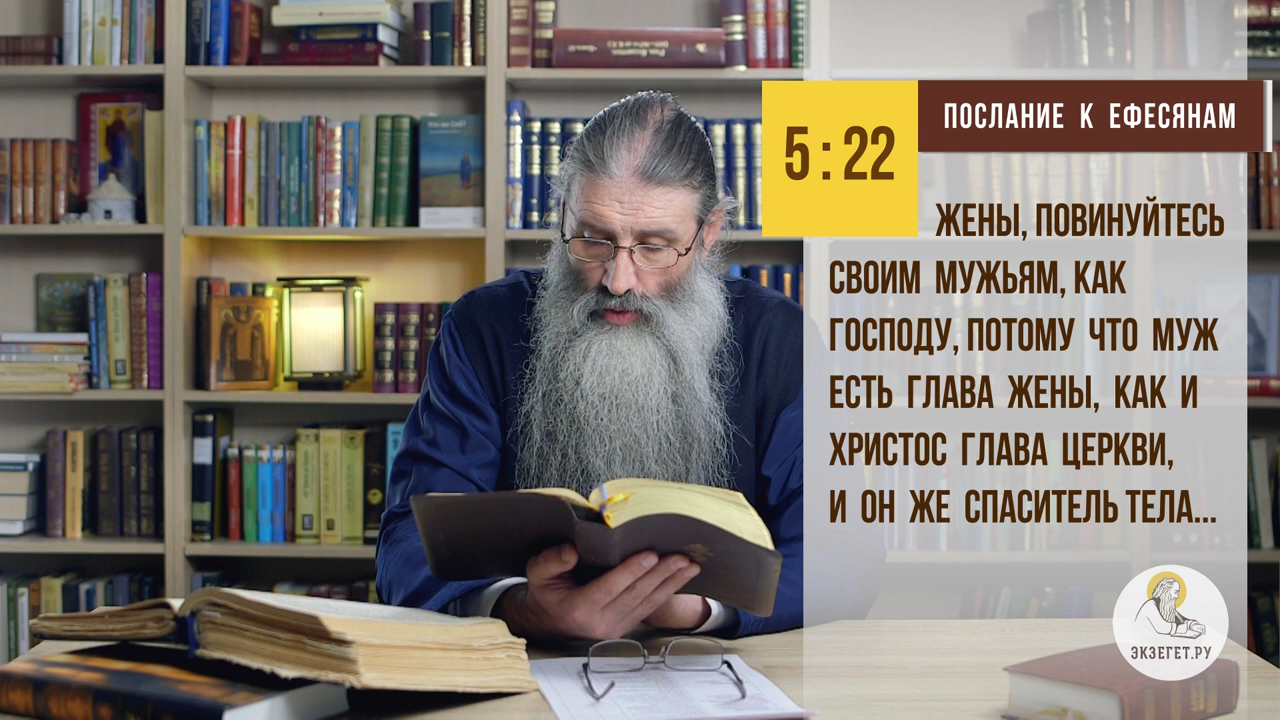 ПОСЛАНИЕ К ЕФЕСЯНАМ
5:22
ЖЕНЫ, ПОВИНУЙТЕСЬ
СВОИМ МУЖЬЯМ, КАК
ГОСПОДУ, ПОТОМУ ЧТО МУЖ
ЕСТЬ ГЛАВА ЖЕНЫ, КАК И
ХРИСТОС ГЛАВА ЦЕРКВИ,
И ОН ЖЕ СПАСИТЕЛЬ ТЕЛА...
ЭКЗЕГЕТ.РУ